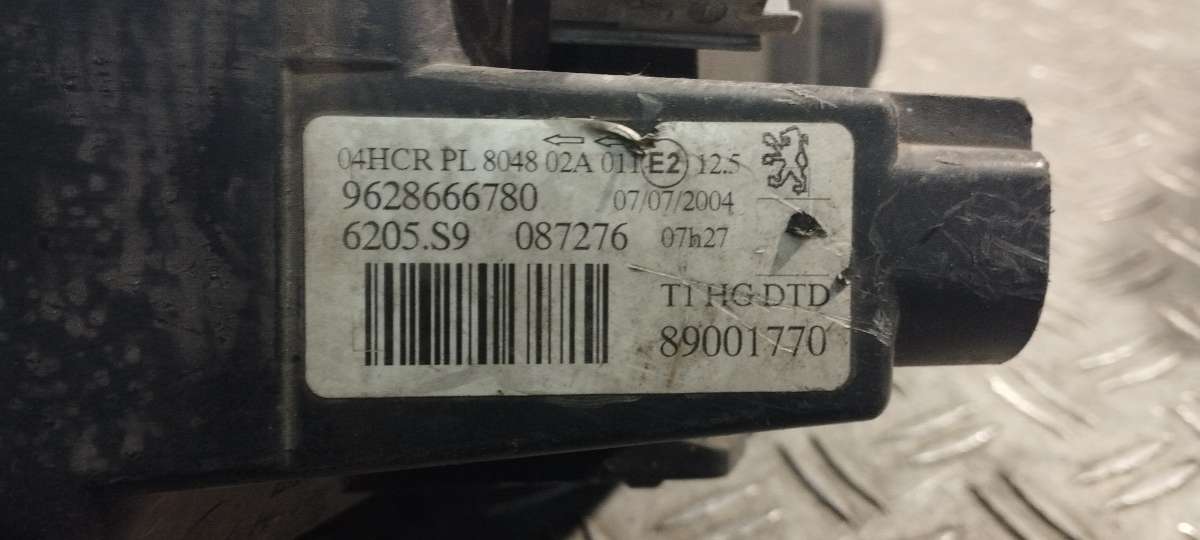 04HCR PL 8048 02A 011 E2 12.5
9628666780 07/07/2004
6205.S9 087276 07h27
T1 HG DTD
89001770